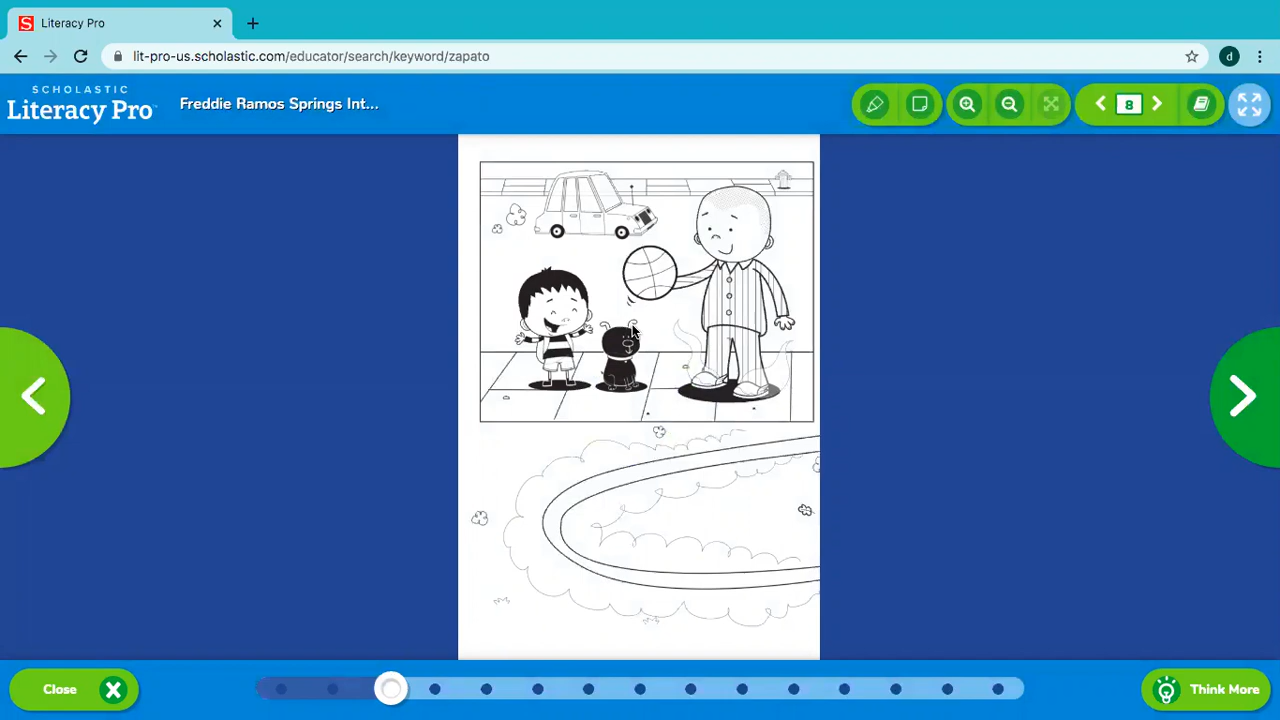 Literacy Pro
lit-pro-us.scholastic.com/educator/search/keyword/zapato
d
SCHOLASTIC
Literacy Pro
Freddie Ramos Springs Int...
8
Close
Think More